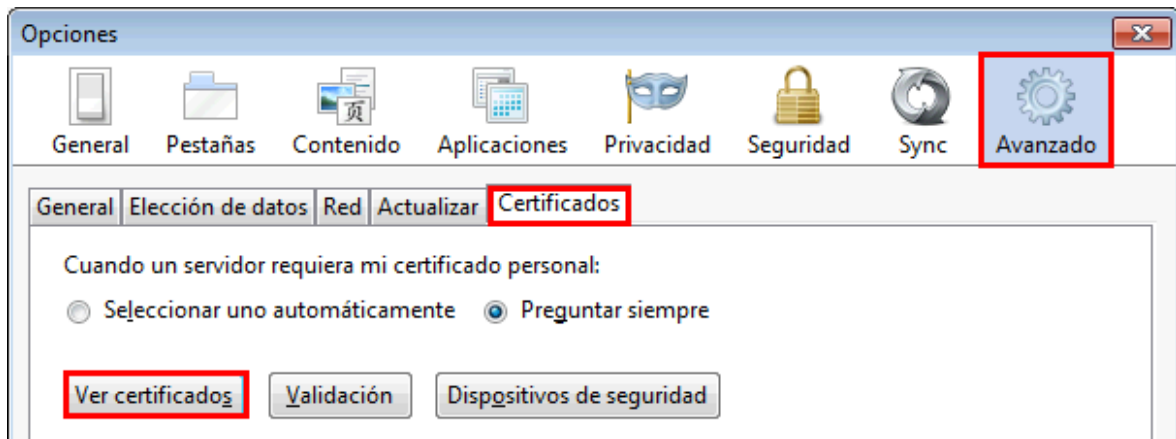 Opciones
页
General Pestañas Contenido Aplicaciones Privacidad Seguridad Sync Avanzado
General Elección de datos Red Actualizar Certificados
Cuando un servidor requiera mi certificado personal:
Seleccionar uno automáticamente Preguntar siempre
Ver certificados Validación Dispositivos de seguridad